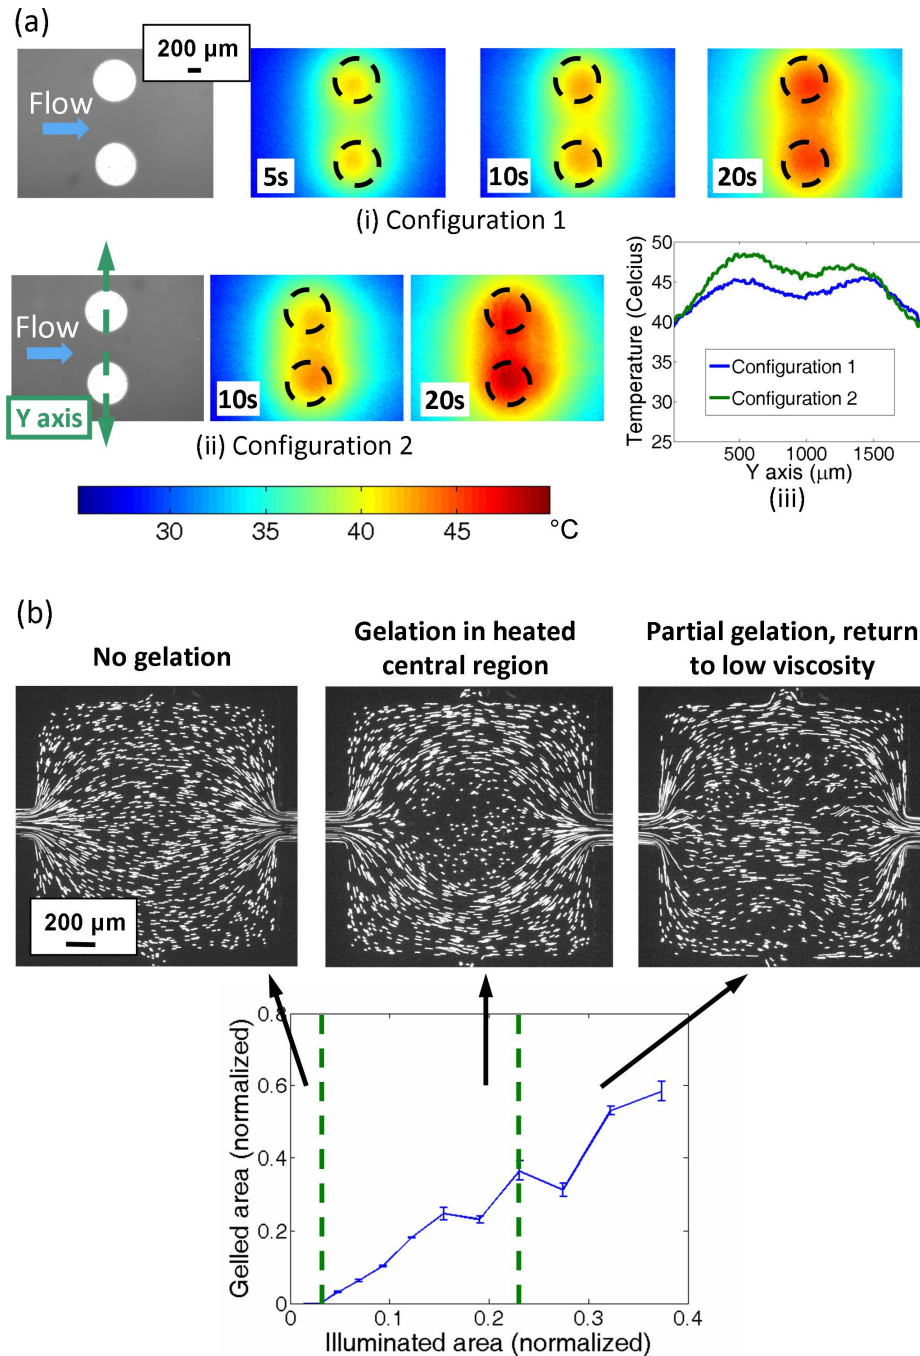 (a)
200 µm
Flow
5s
10s
20s
(i) Configuration 1
Flow
Y axis
10s
20s
(ii) Configuration 2
Temperature (Celcius)
50
45
40
35
30
25
Configuration 1
Configuration 2
500
1000
1500
Y axis (µm)
(iii)
30
35
40
45
°C
(b)
No gelation
Gelation in heated
central region
Partial gelation, return
to low viscosity
200 µm
Gelled area (normalized)
0.8
0.6
0.4
0.2
0
0
0.1
0.2
0.3
0.4
Illuminated area (normalized)